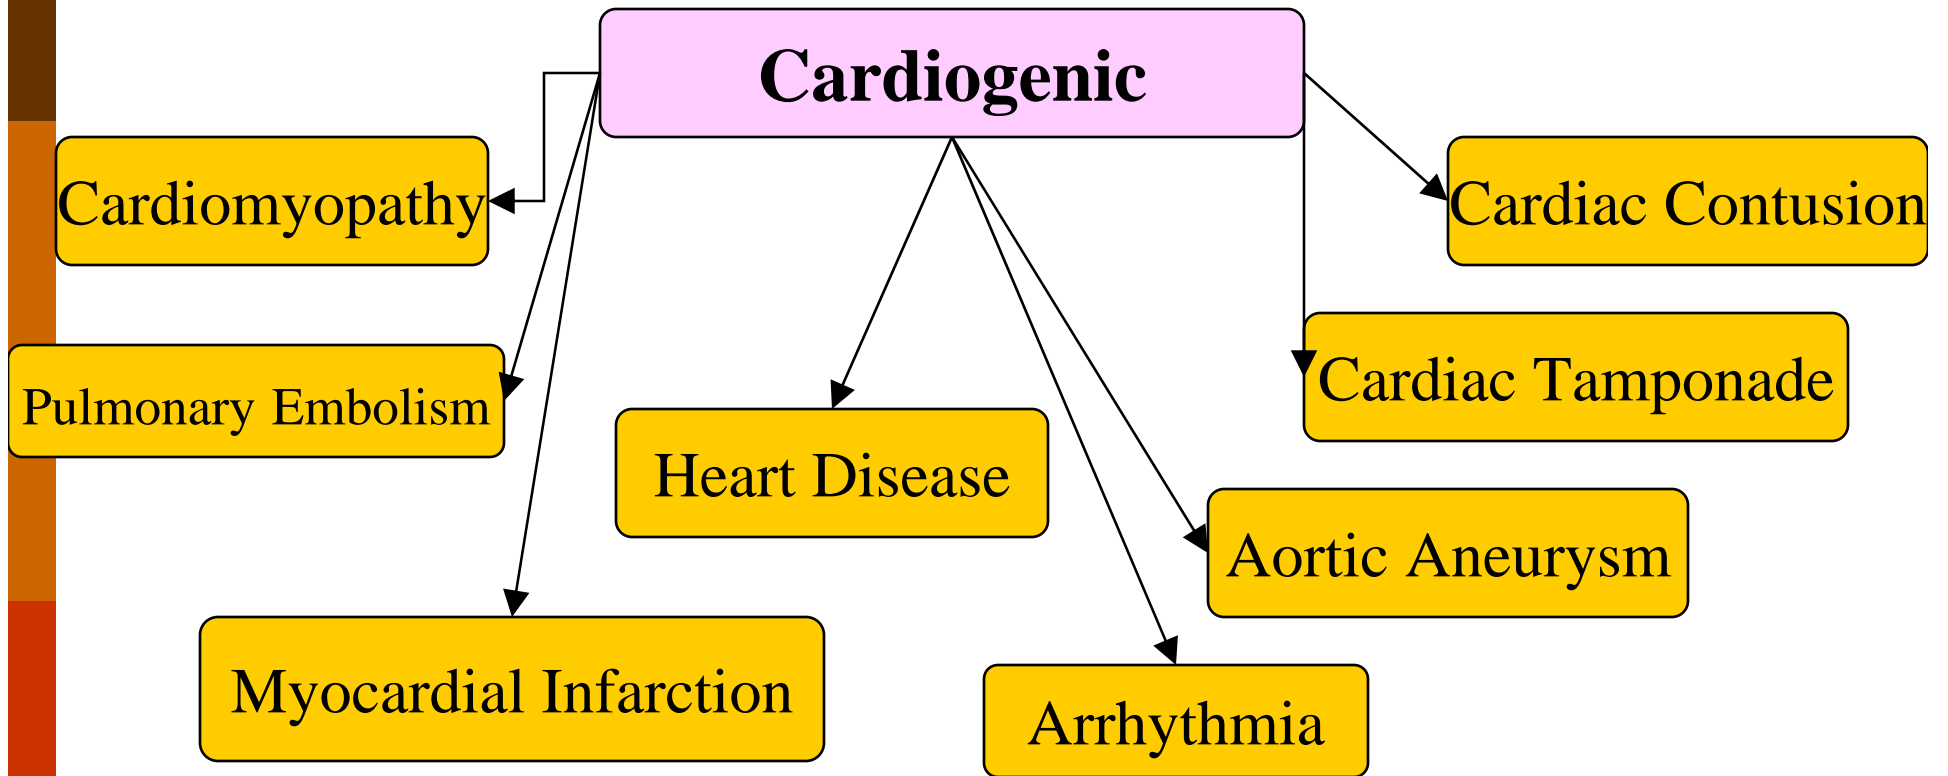 Cardiogenic
Cardiomyopathy
Cardiac Contusion
Pulmonary Embolism
Cardiac Tamponade
Heart Disease
Aortic Aneurysm
Myocardial Infarction
Arrhythmia